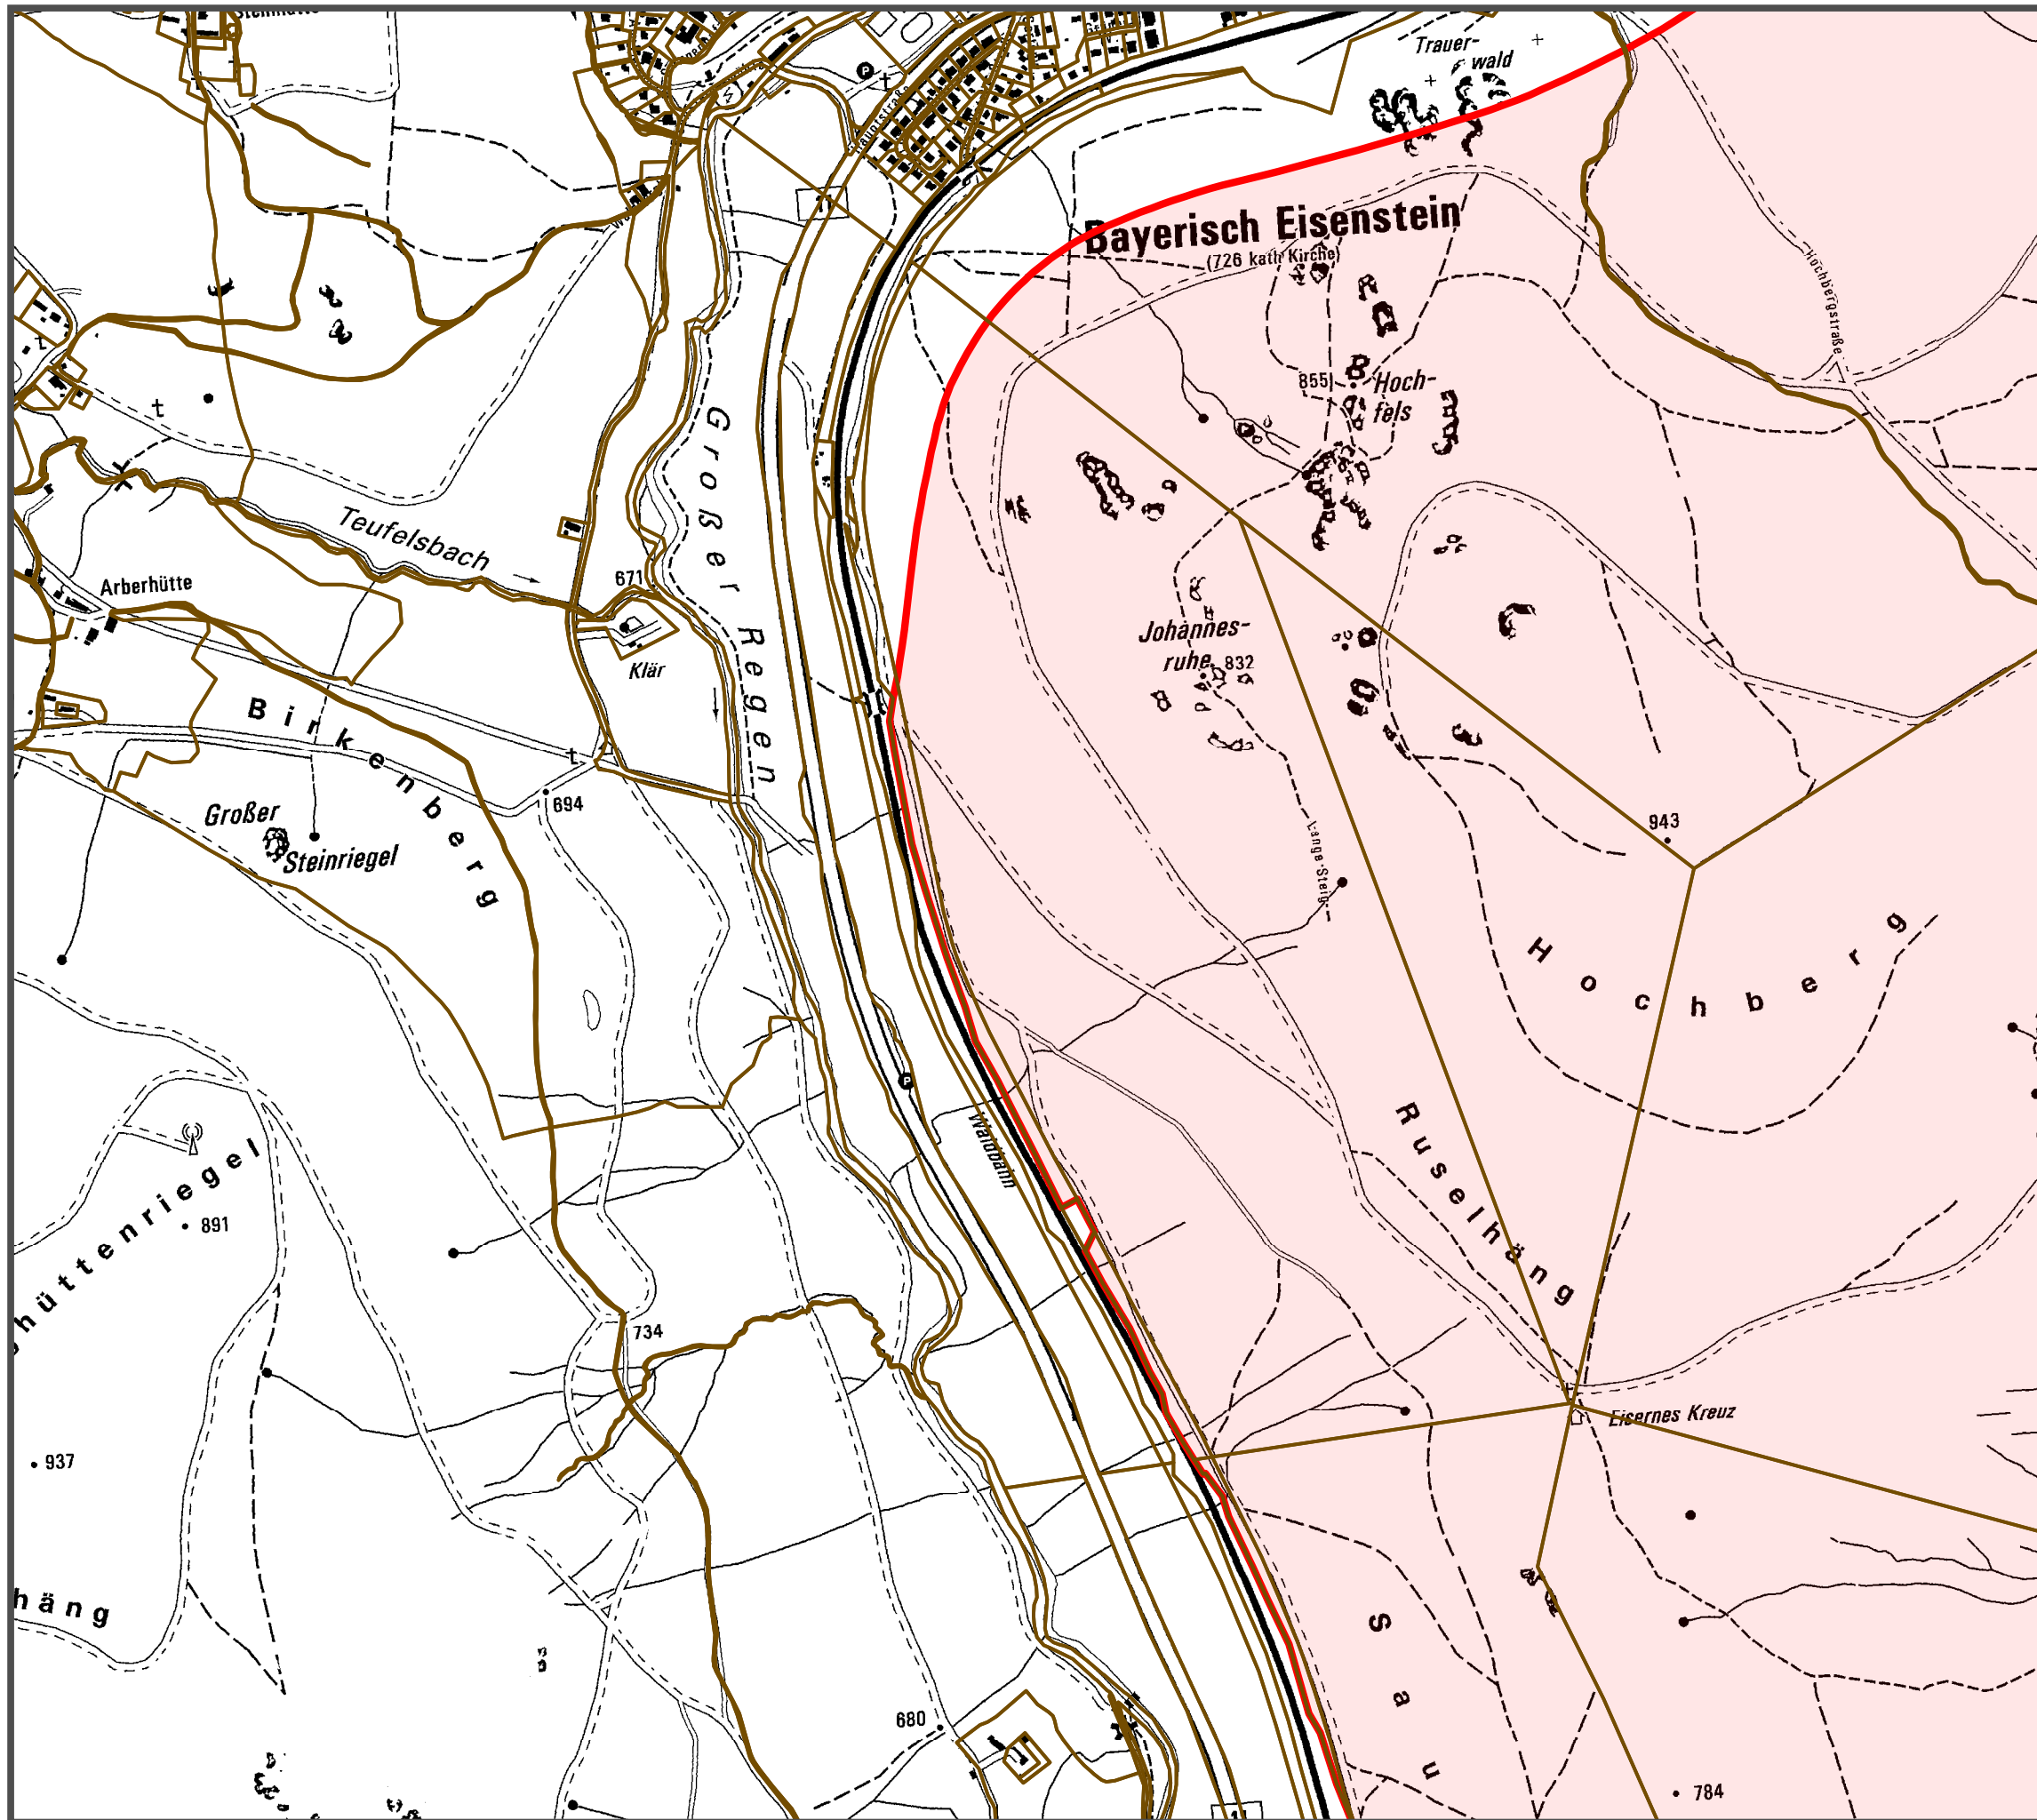 Trauer-
wald
Hauptstraße
Bayerisch Eisenstein
(726 kath Kirche)
Hochbergstraße
855
Hoch-
fels
Großer Regen
Teufelsbach
671
Arberhütte
Johannes-
ruhe 832
Klär
Birkenberg
694
Großer
Steinriegel
943
Lange-Steig
Hochberg
P
Waldbahn
Ruselhäng
hüttenriegel
891
734
Eisernes Kreuz
937
häng
Sau
680
784